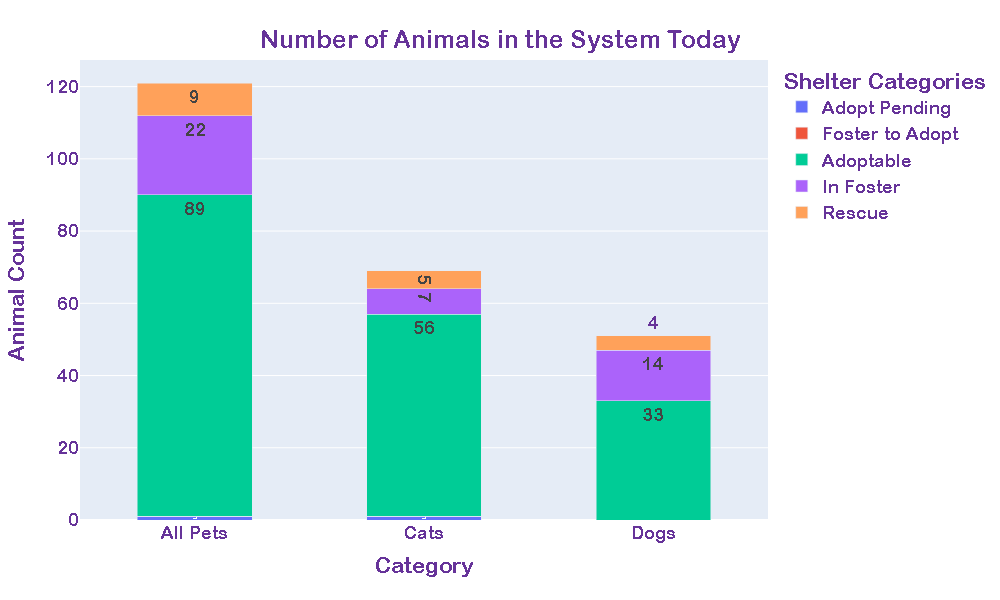 Number of Animals in the System Today
Shelter Categories
Adopt Pending
Foster to Adopt
Adoptable
In Foster
Rescue
Animal Count
120
100
80
60
40
20
0
9
22
89
5
7
56
4
14
33
All Pets
Cats
Dogs
Category